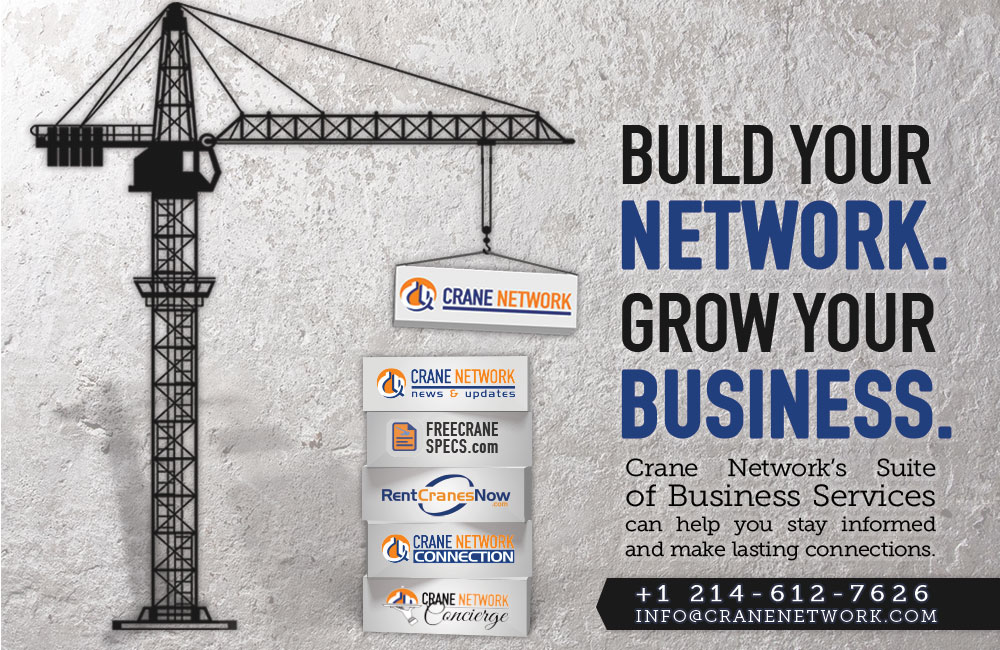 BUILD YOUR
NETWORK.
GROW YOUR
BUSINESS.
Crane Network's Suite
of Business Services
can help you stay informed
and make lasting connections.
+1 214-612-7626
INFO@CRANENETWORK.COM
CRANE NETWORK
CRANE NETWORK
news & updates
FREECRANE
SPECS.com
RentCranesNow
.com
CRANE NETWORK
CONNECTION
CRANE NETWORK
Concierge